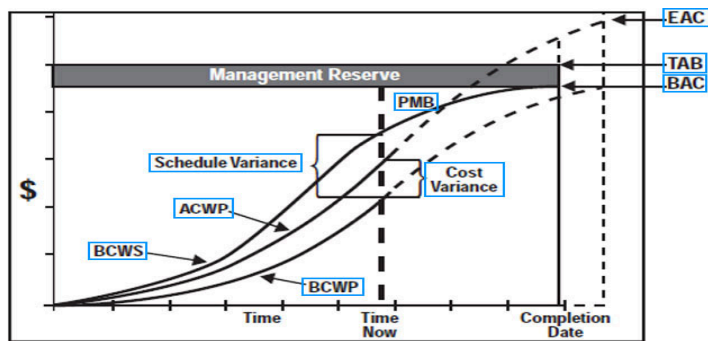 EAC
TAB
Management Reserve
BAC
PMB
Schedule Variance
Cost
Variance
$
ACWP
BCWS
BCWP
Time
Time
Now
Completion
Date